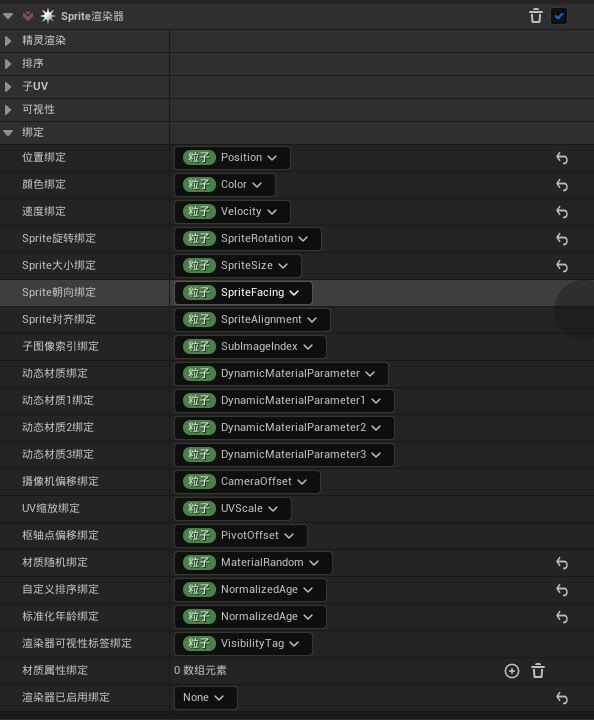 Sprite渲染器
精灵渲染
排序
子UV
可视性
绑定
位置绑定 粒子 Position
颜色绑定 粒子 Color
速度绑定 粒子 Velocity
Sprite旋转绑定 粒子 SpriteRotation
Sprite大小绑定 粒子 SpriteSize
Sprite朝向绑定 粒子 SpriteFacing
Sprite对齐绑定 粒子 SpriteAlignment
子图像索引绑定 粒子 SubImageIndex
动态材质绑定 粒子 DynamicMaterialParameter
动态材质1绑定 粒子 DynamicMaterialParameter1
动态材质2绑定 粒子 DynamicMaterialParameter2
动态材质3绑定 粒子 DynamicMaterialParameter3
摄像机偏移绑定 粒子 CameraOffset
UV缩放绑定 粒子 UVScale
枢轴点偏移绑定 粒子 PivotOffset
材质随机绑定 粒子 MaterialRandom
自定义排序绑定 粒子 NormalizedAge
标准化年龄绑定 粒子 NormalizedAge
渲染器可视性标签绑定 粒子 VisibilityTag
材质属性绑定 0 数组元素
渲染器已启用绑定 None